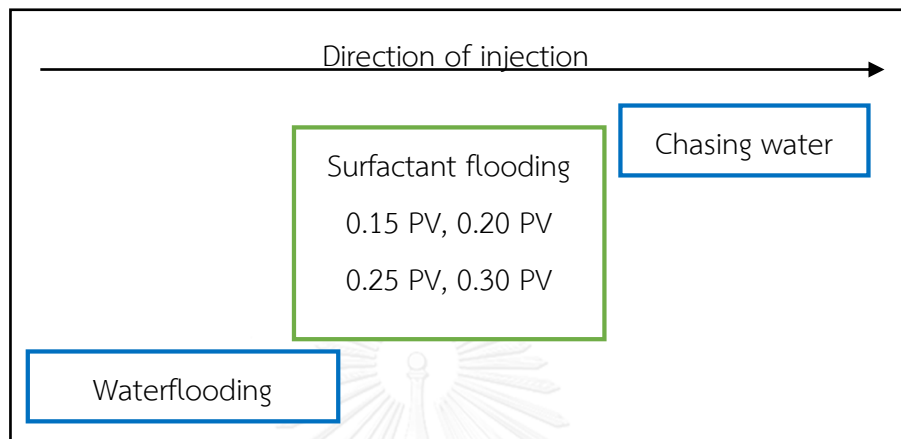 Direction of injection
Chasing water
Surfactant flooding
0.15 PV, 0.20 PV
0.25 PV, 0.30 PV
Waterflooding